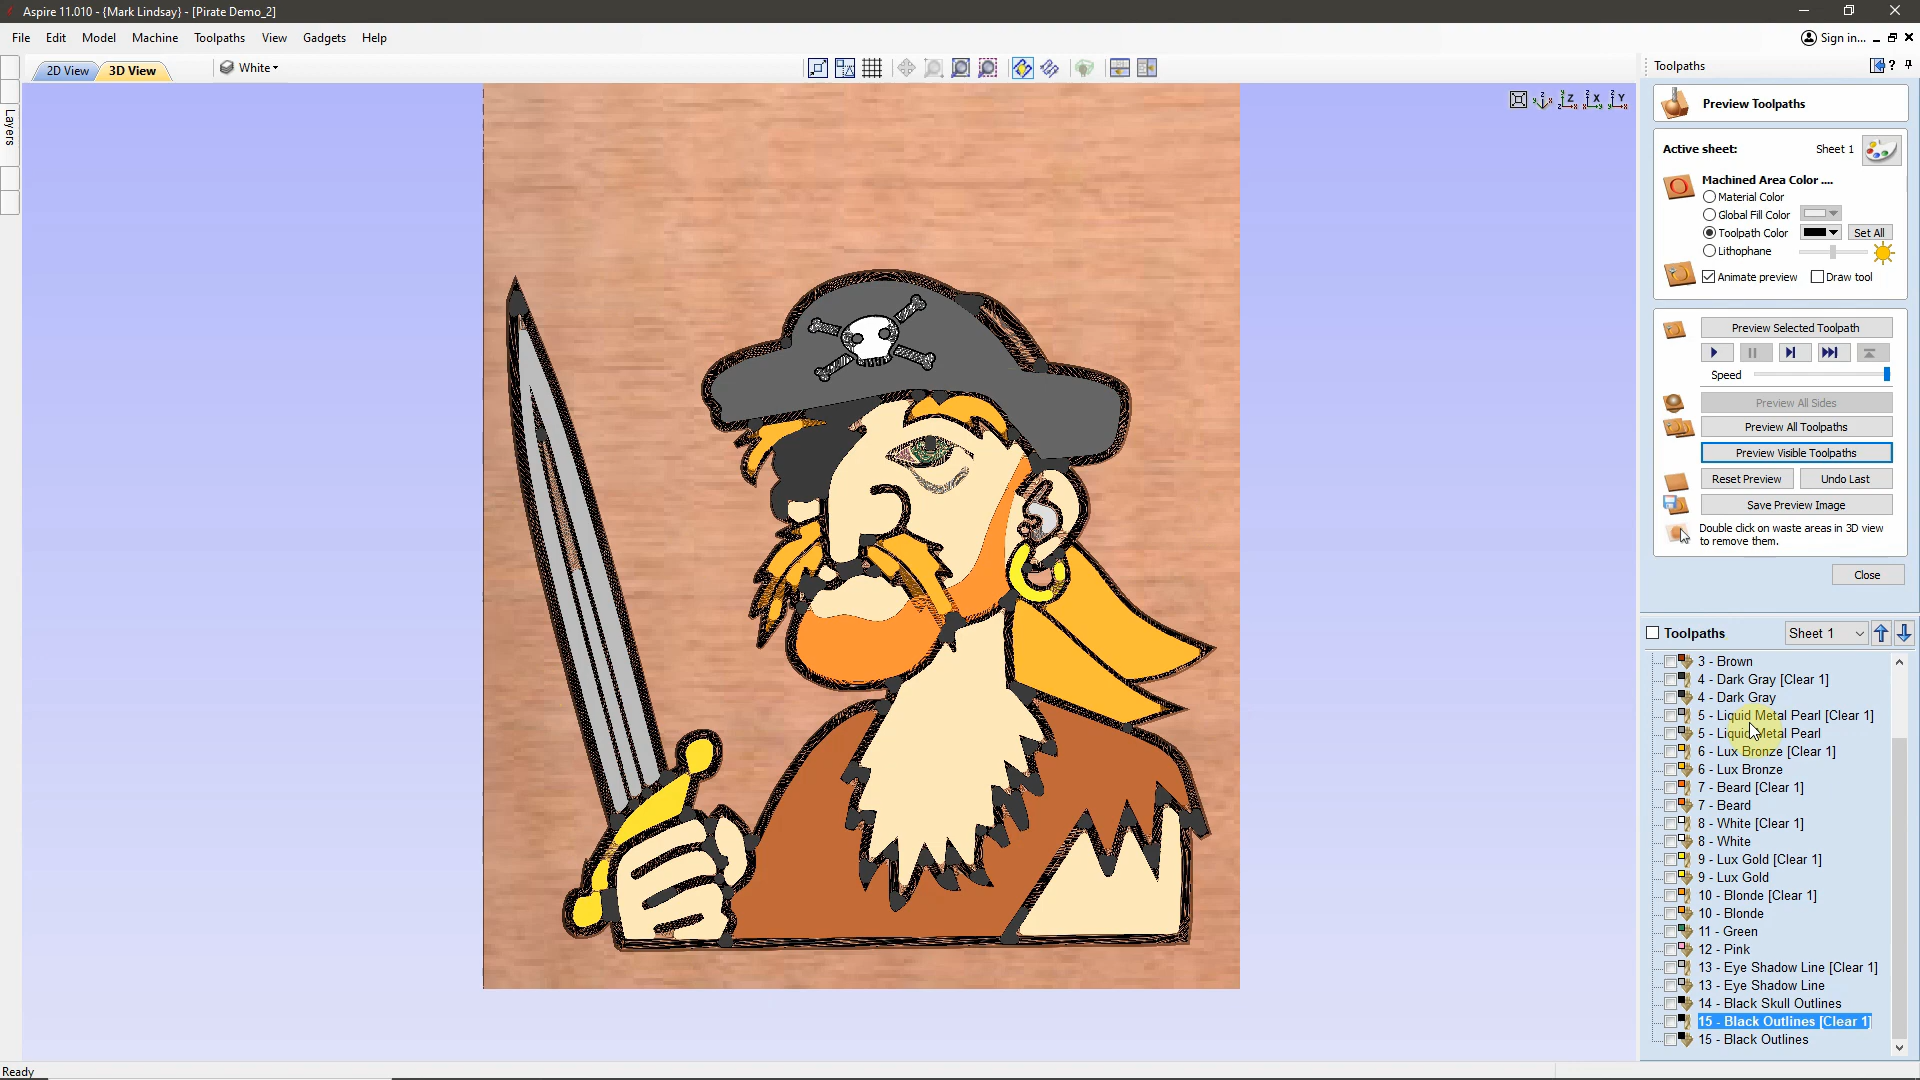 Aspire 11.010 - {Mark Lindsay} - [Pirate Demo_2]
File Edit Model Machine Toolpaths View Gadgets Help
Sign in...
2D View 3D View White
Layers
Toolpaths
Preview Toolpaths
Active sheet: Sheet 1
Machined Area Color ....
Material Color
Global Fill Color
Toolpath Color Set All
Lithophane
Animate preview Draw tool
Preview Selected Toolpath
Speed
Preview All Sides
Preview All Toolpaths
Preview Visible Toolpaths
Reset Preview Undo Last
Save Preview Image
Double click on waste areas in 3D view
to remove them.
Close
Toolpaths Sheet 1
3 - Brown
4 - Dark Gray [Clear 1]
4 - Dark Gray
5 - Liquid Metal Pearl [Clear 1]
5 - Liquid Metal Pearl
6 - Lux Bronze [Clear 1]
6 - Lux Bronze
7 - Beard [Clear 1]
7 - Beard
8 - White [Clear 1]
8 - White
9 - Lux Gold [Clear 1]
9 - Lux Gold
10 - Blonde [Clear 1]
10 - Blonde
11 - Green
12 - Pink
13 - Eye Shadow Line [Clear 1]
13 - Eye Shadow Line
14 - Black Skull Outlines
15 - Black Outlines [Clear 1]
15 - Black Outlines
Ready